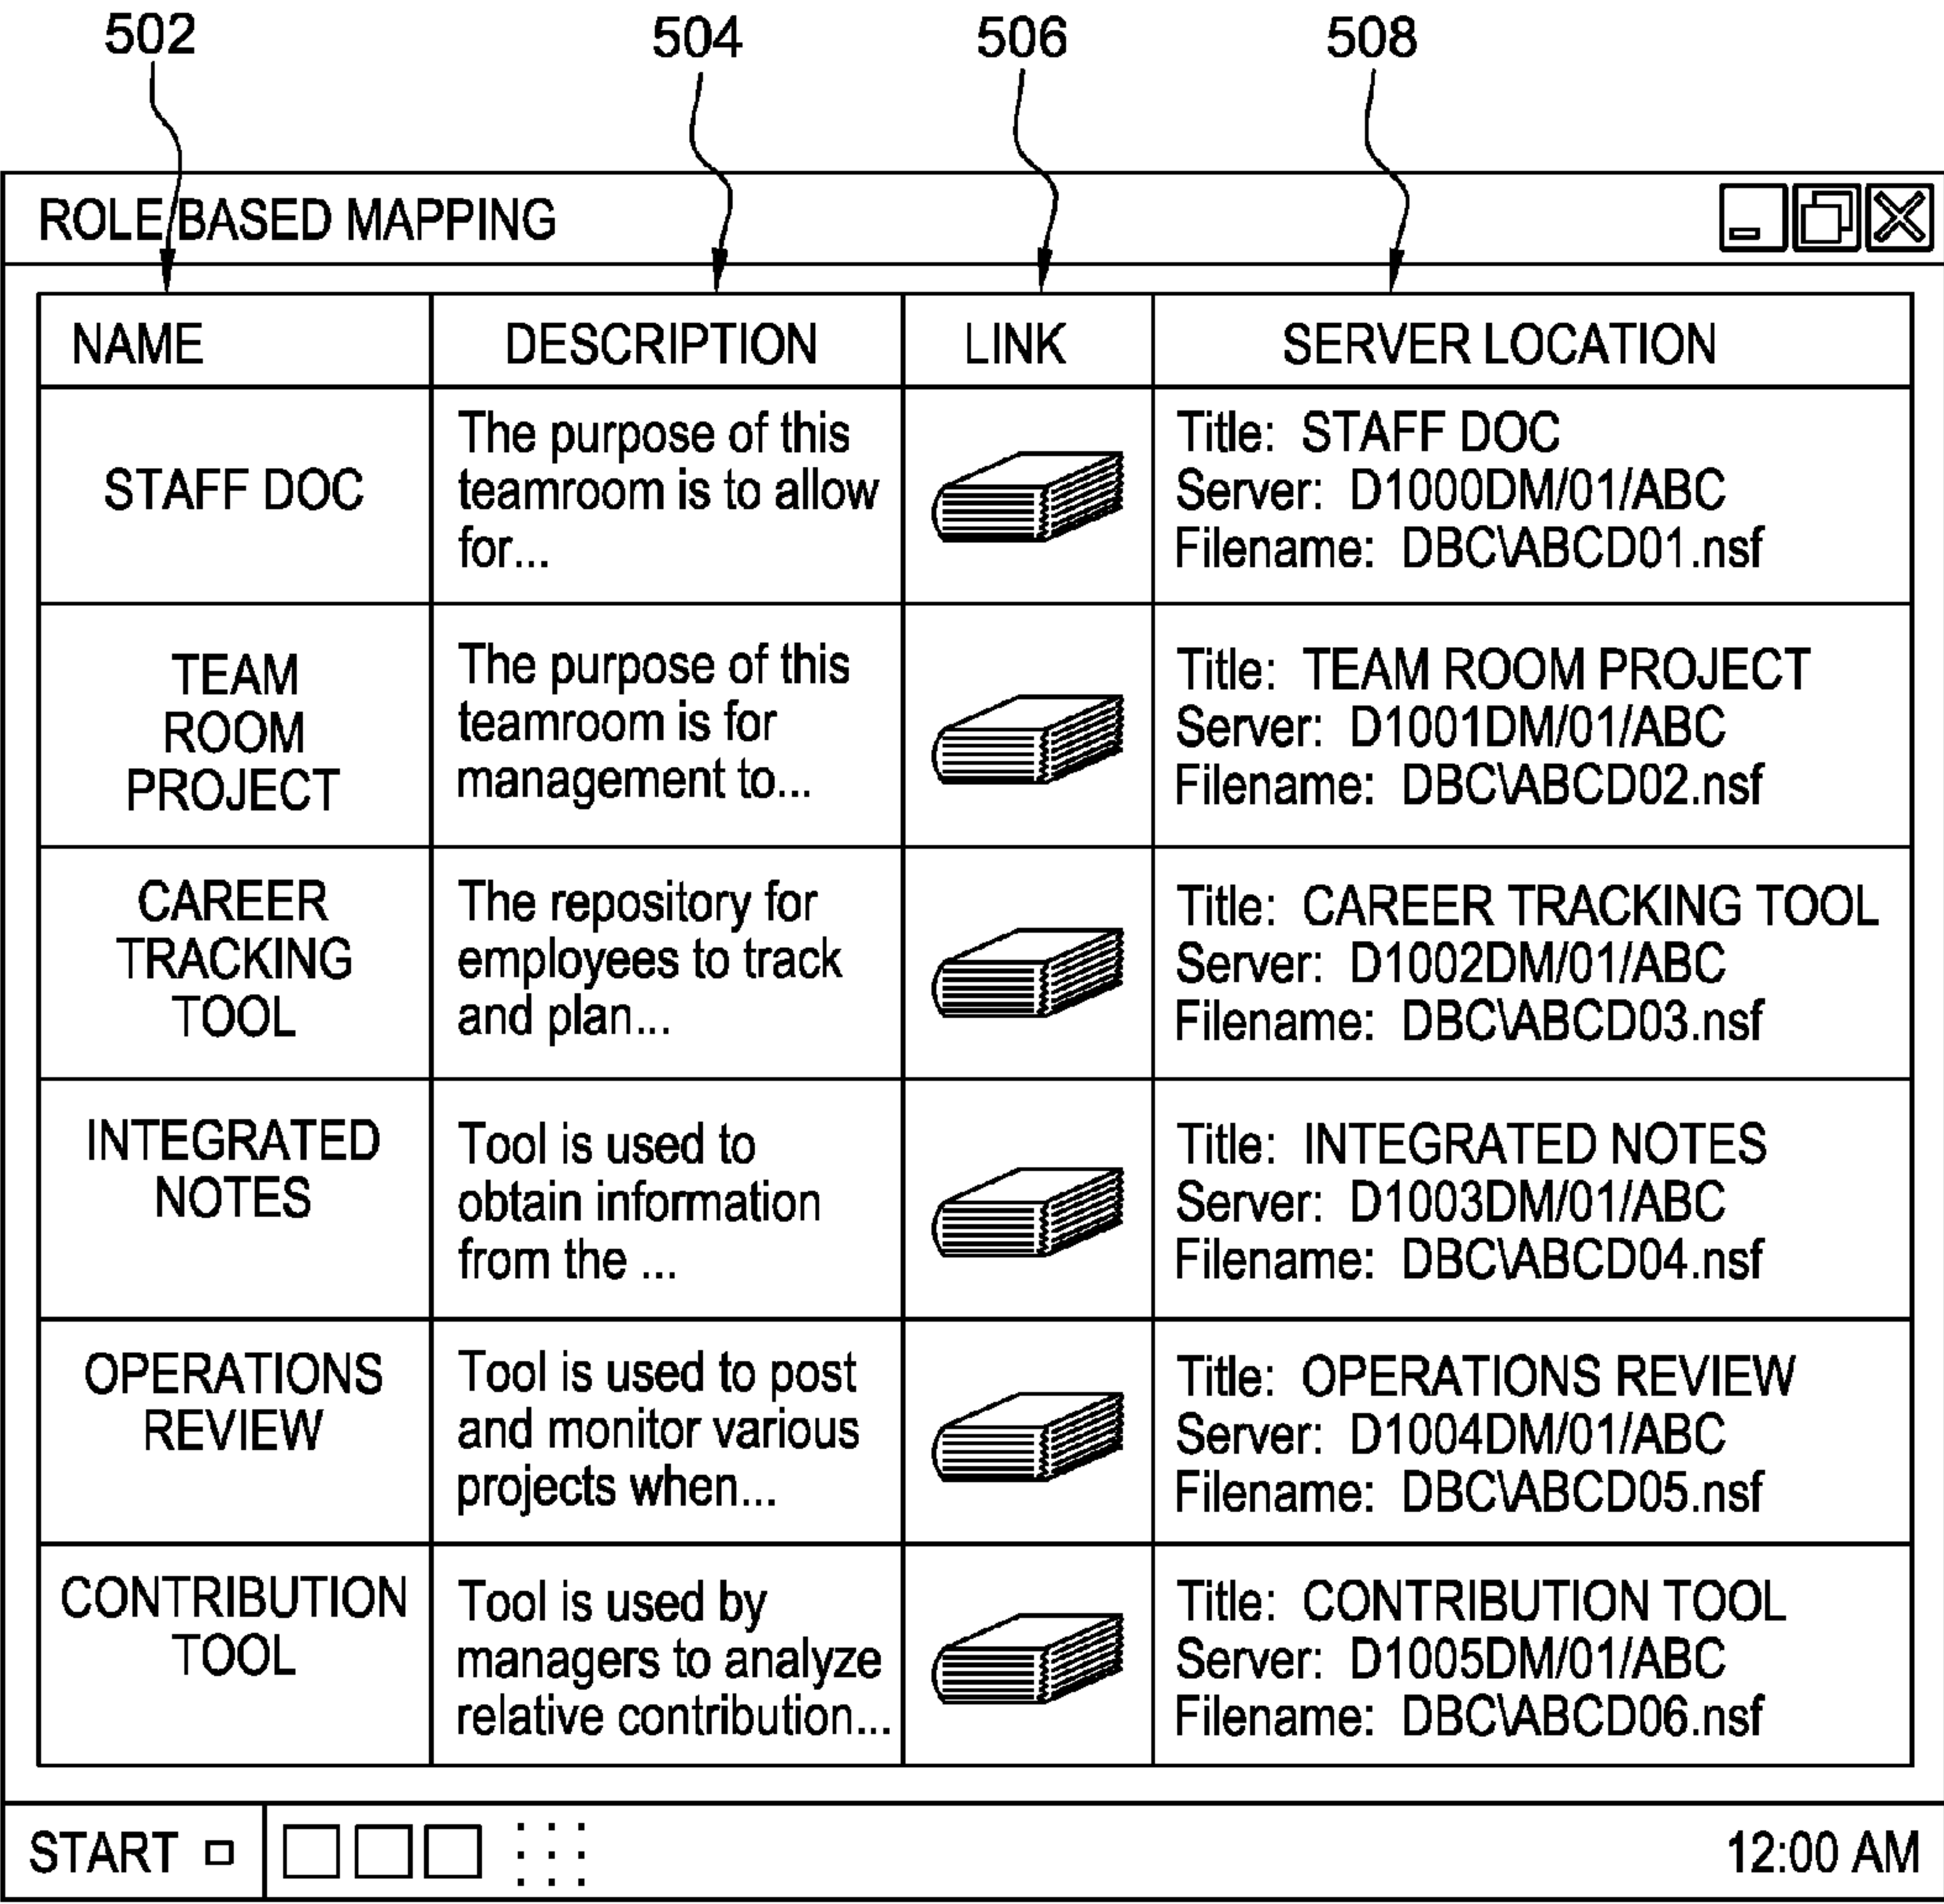 502 504 506 508
ROLE BASED MAPPING
NAME DESCRIPTION LINK SERVER LOCATION
STAFF DOC
The purpose of this
teamroom is to allow
for...
Title: STAFF DOC
Server: D1000DM/01/ABC
Filename: DBC\ABCD01.nsf
TEAM
ROOM
PROJECT
The purpose of this
teamroom is for
management to...
Title: TEAM ROOM PROJECT
Server: D1001DM/01/ABC
Filename: DBC\ABCD02.nsf
CAREER
TRACKING
TOOL
The repository for
employees to track
and plan...
Title: CAREER TRACKING TOOL
Server: D1002DM/01/ABC
Filename: DBC\ABCD03.nsf
INTEGRATED
NOTES
Tool is used to
obtain information
from the ...
Title: INTEGRATED NOTES
Server: D1003DM/01/ABC
Filename: DBC\ABCD04.nsf
OPERATIONS
REVIEW
Tool is used to post
and monitor various
projects when...
Title: OPERATIONS REVIEW
Server: D1004DM/01/ABC
Filename: DBC\ABCD05.nsf
CONTRIBUTION
TOOL
Tool is used by
managers to analyze
relative contribution...
Title: CONTRIBUTION TOOL
Server: D1005DM/01/ABC
Filename: DBC\ABCD06.nsf
START 12:00 AM